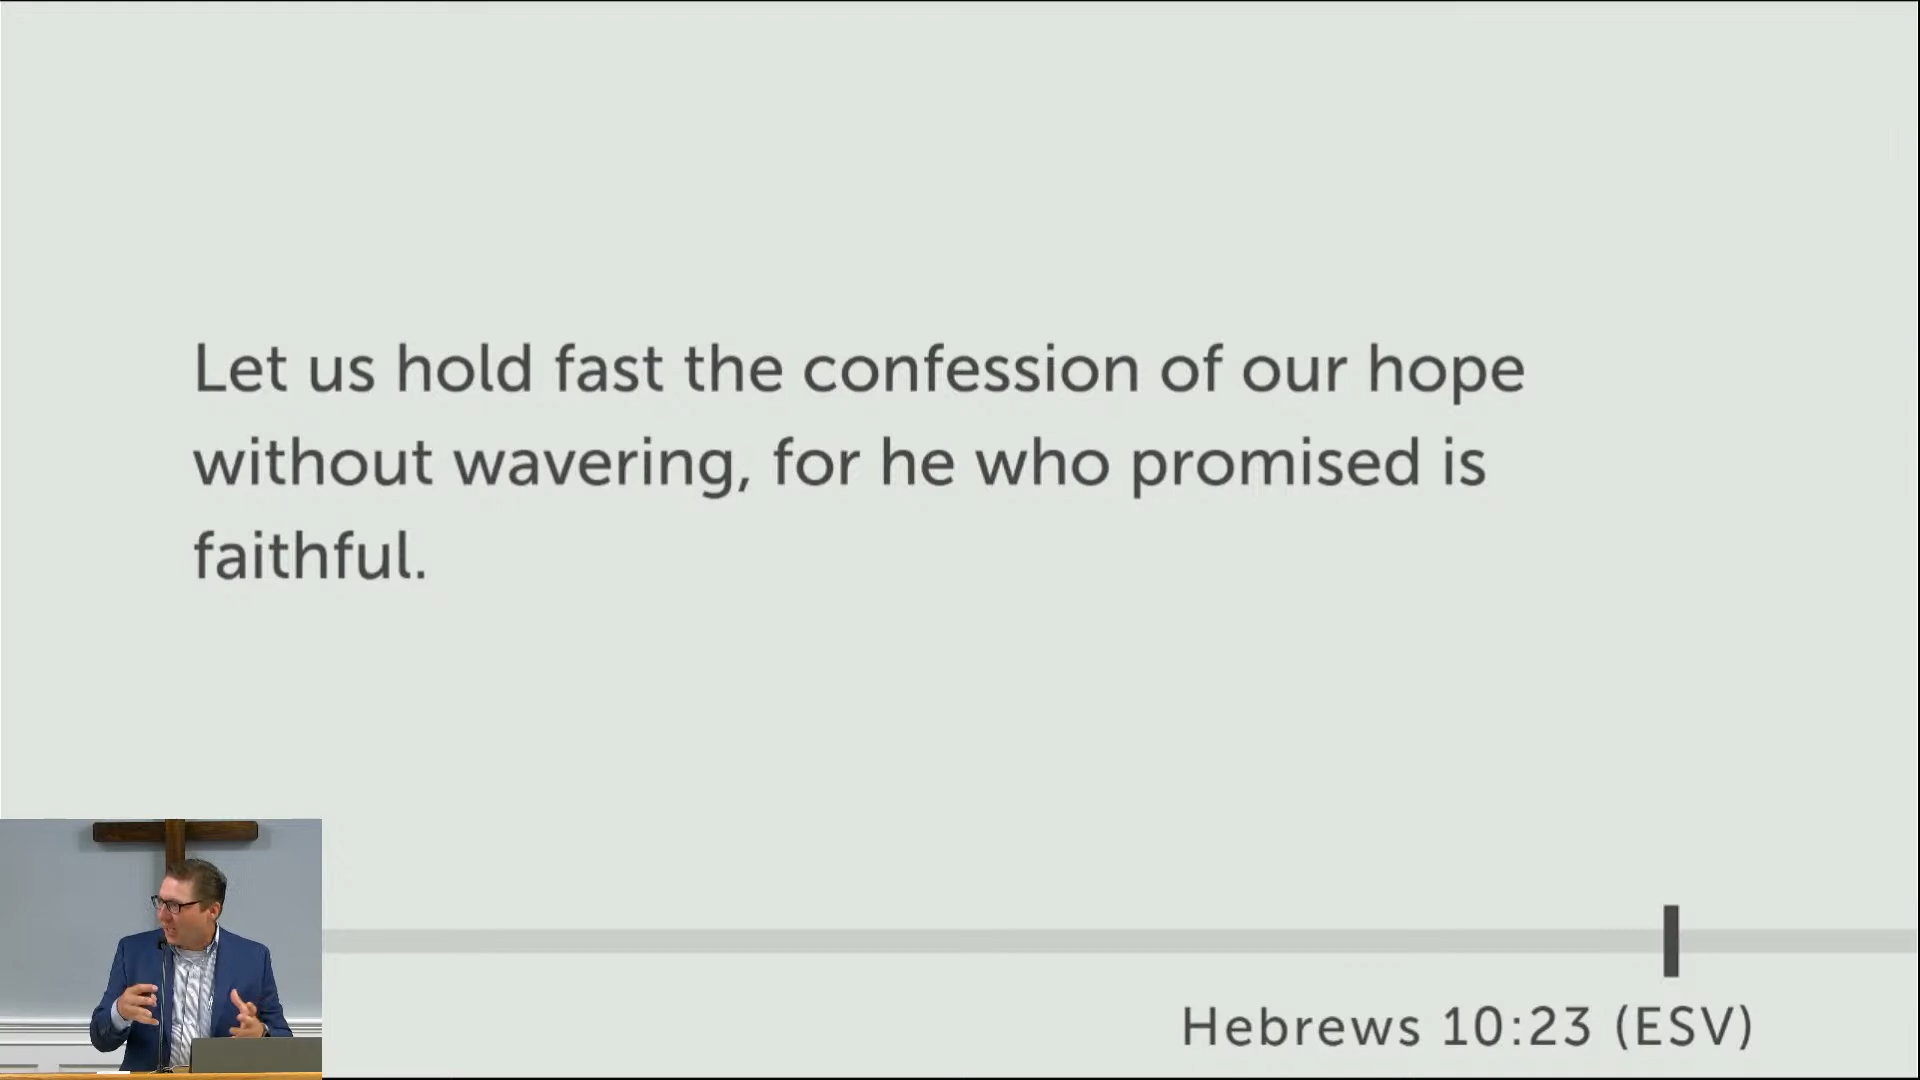 Let us hold fast the confession of our hope
without wavering, for he who promised is
faithful.
Hebrews 10:23 (ESV)